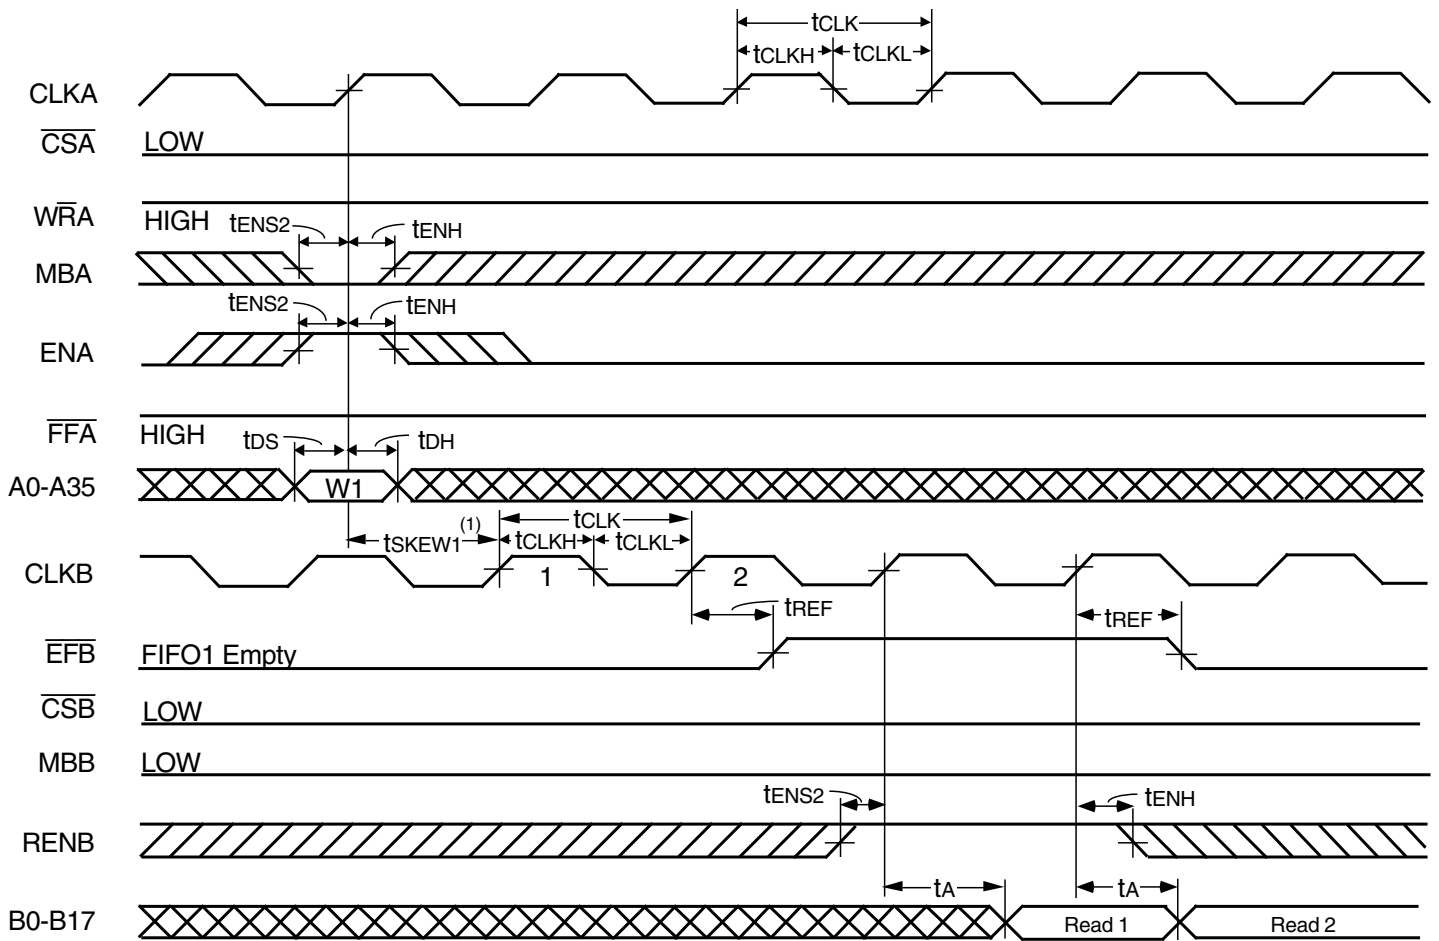 tCLK
tCLKH tCLKL
CLKA
CSA LOW
WRA HIGH
tENS2 tENH
MBA
tENS2 tENH
ENA
FFA HIGH
tDS tDH
A0-A35 W1
tSKEW1 (1) tCLK
tCLKH tCLKL
CLKB 1 2
tREF tREF
EFB FIFO1 Empty
CSB LOW
MBB LOW
tENS2 tENH
RENB
tA tA
B0-B17 Read 1 Read 2